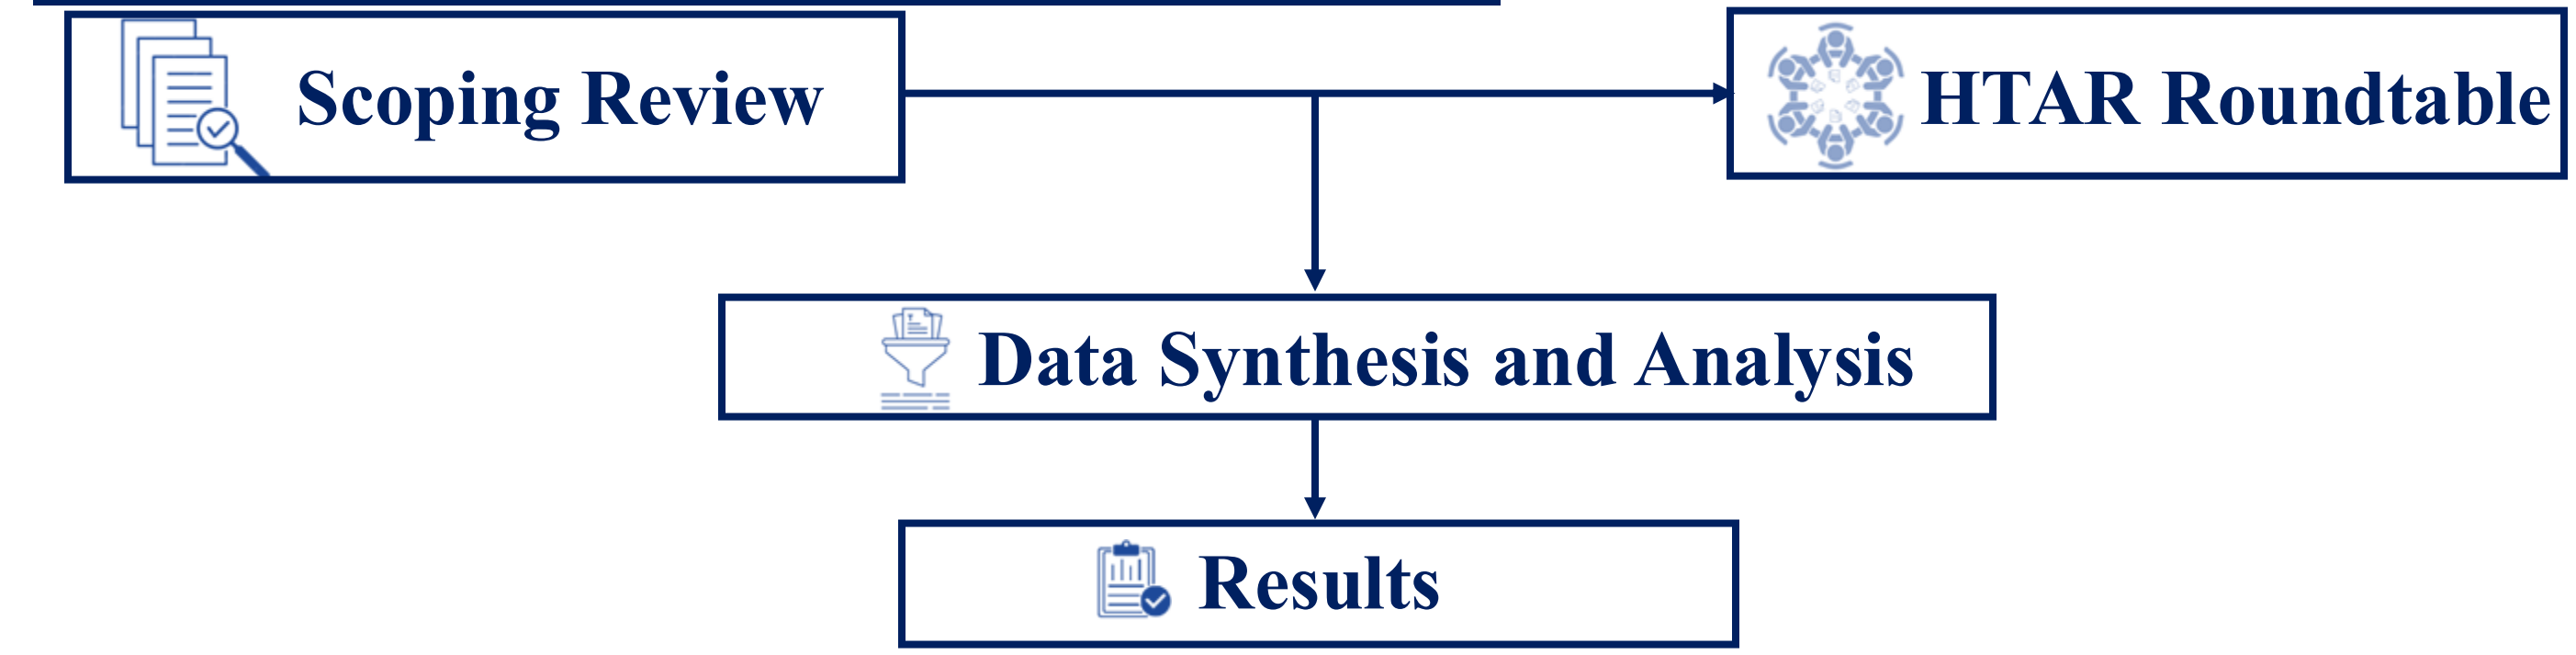 Scoping Review
HTAR Roundtable
Data Synthesis and Analysis
Results